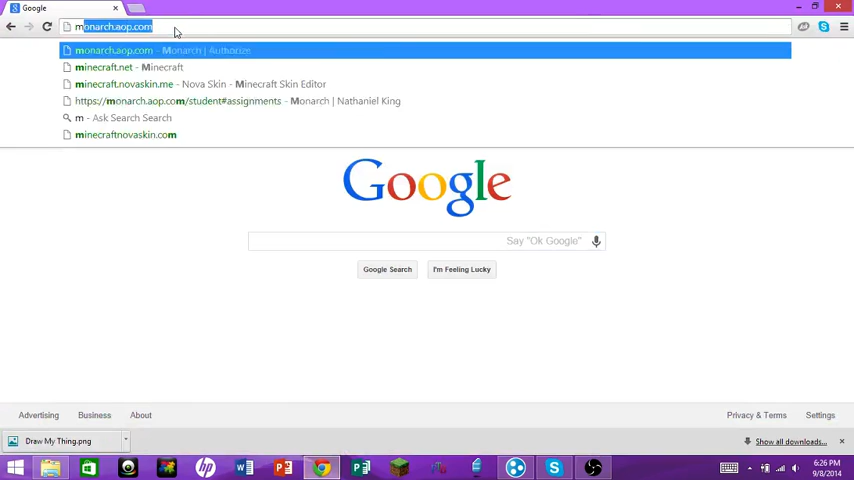 Google
monarch.aop.com
monarch.aop.com - Monarch | Authorize
minecraft.net - Minecraft
minecraft.novaskin.me - Nova Skin - Minecraft Skin Editor
https://monarch.aop.com/student#assignments - Monarch | Nathaniel King
m - Ask Search Search
minecraftnovaskin.com
Google
Say "Ok Google"
Google Search I'm Feeling Lucky
Advertising Business About Privacy & Terms Settings
Draw My Thing.png Show all downloads...
6:26 PM
9/8/2014